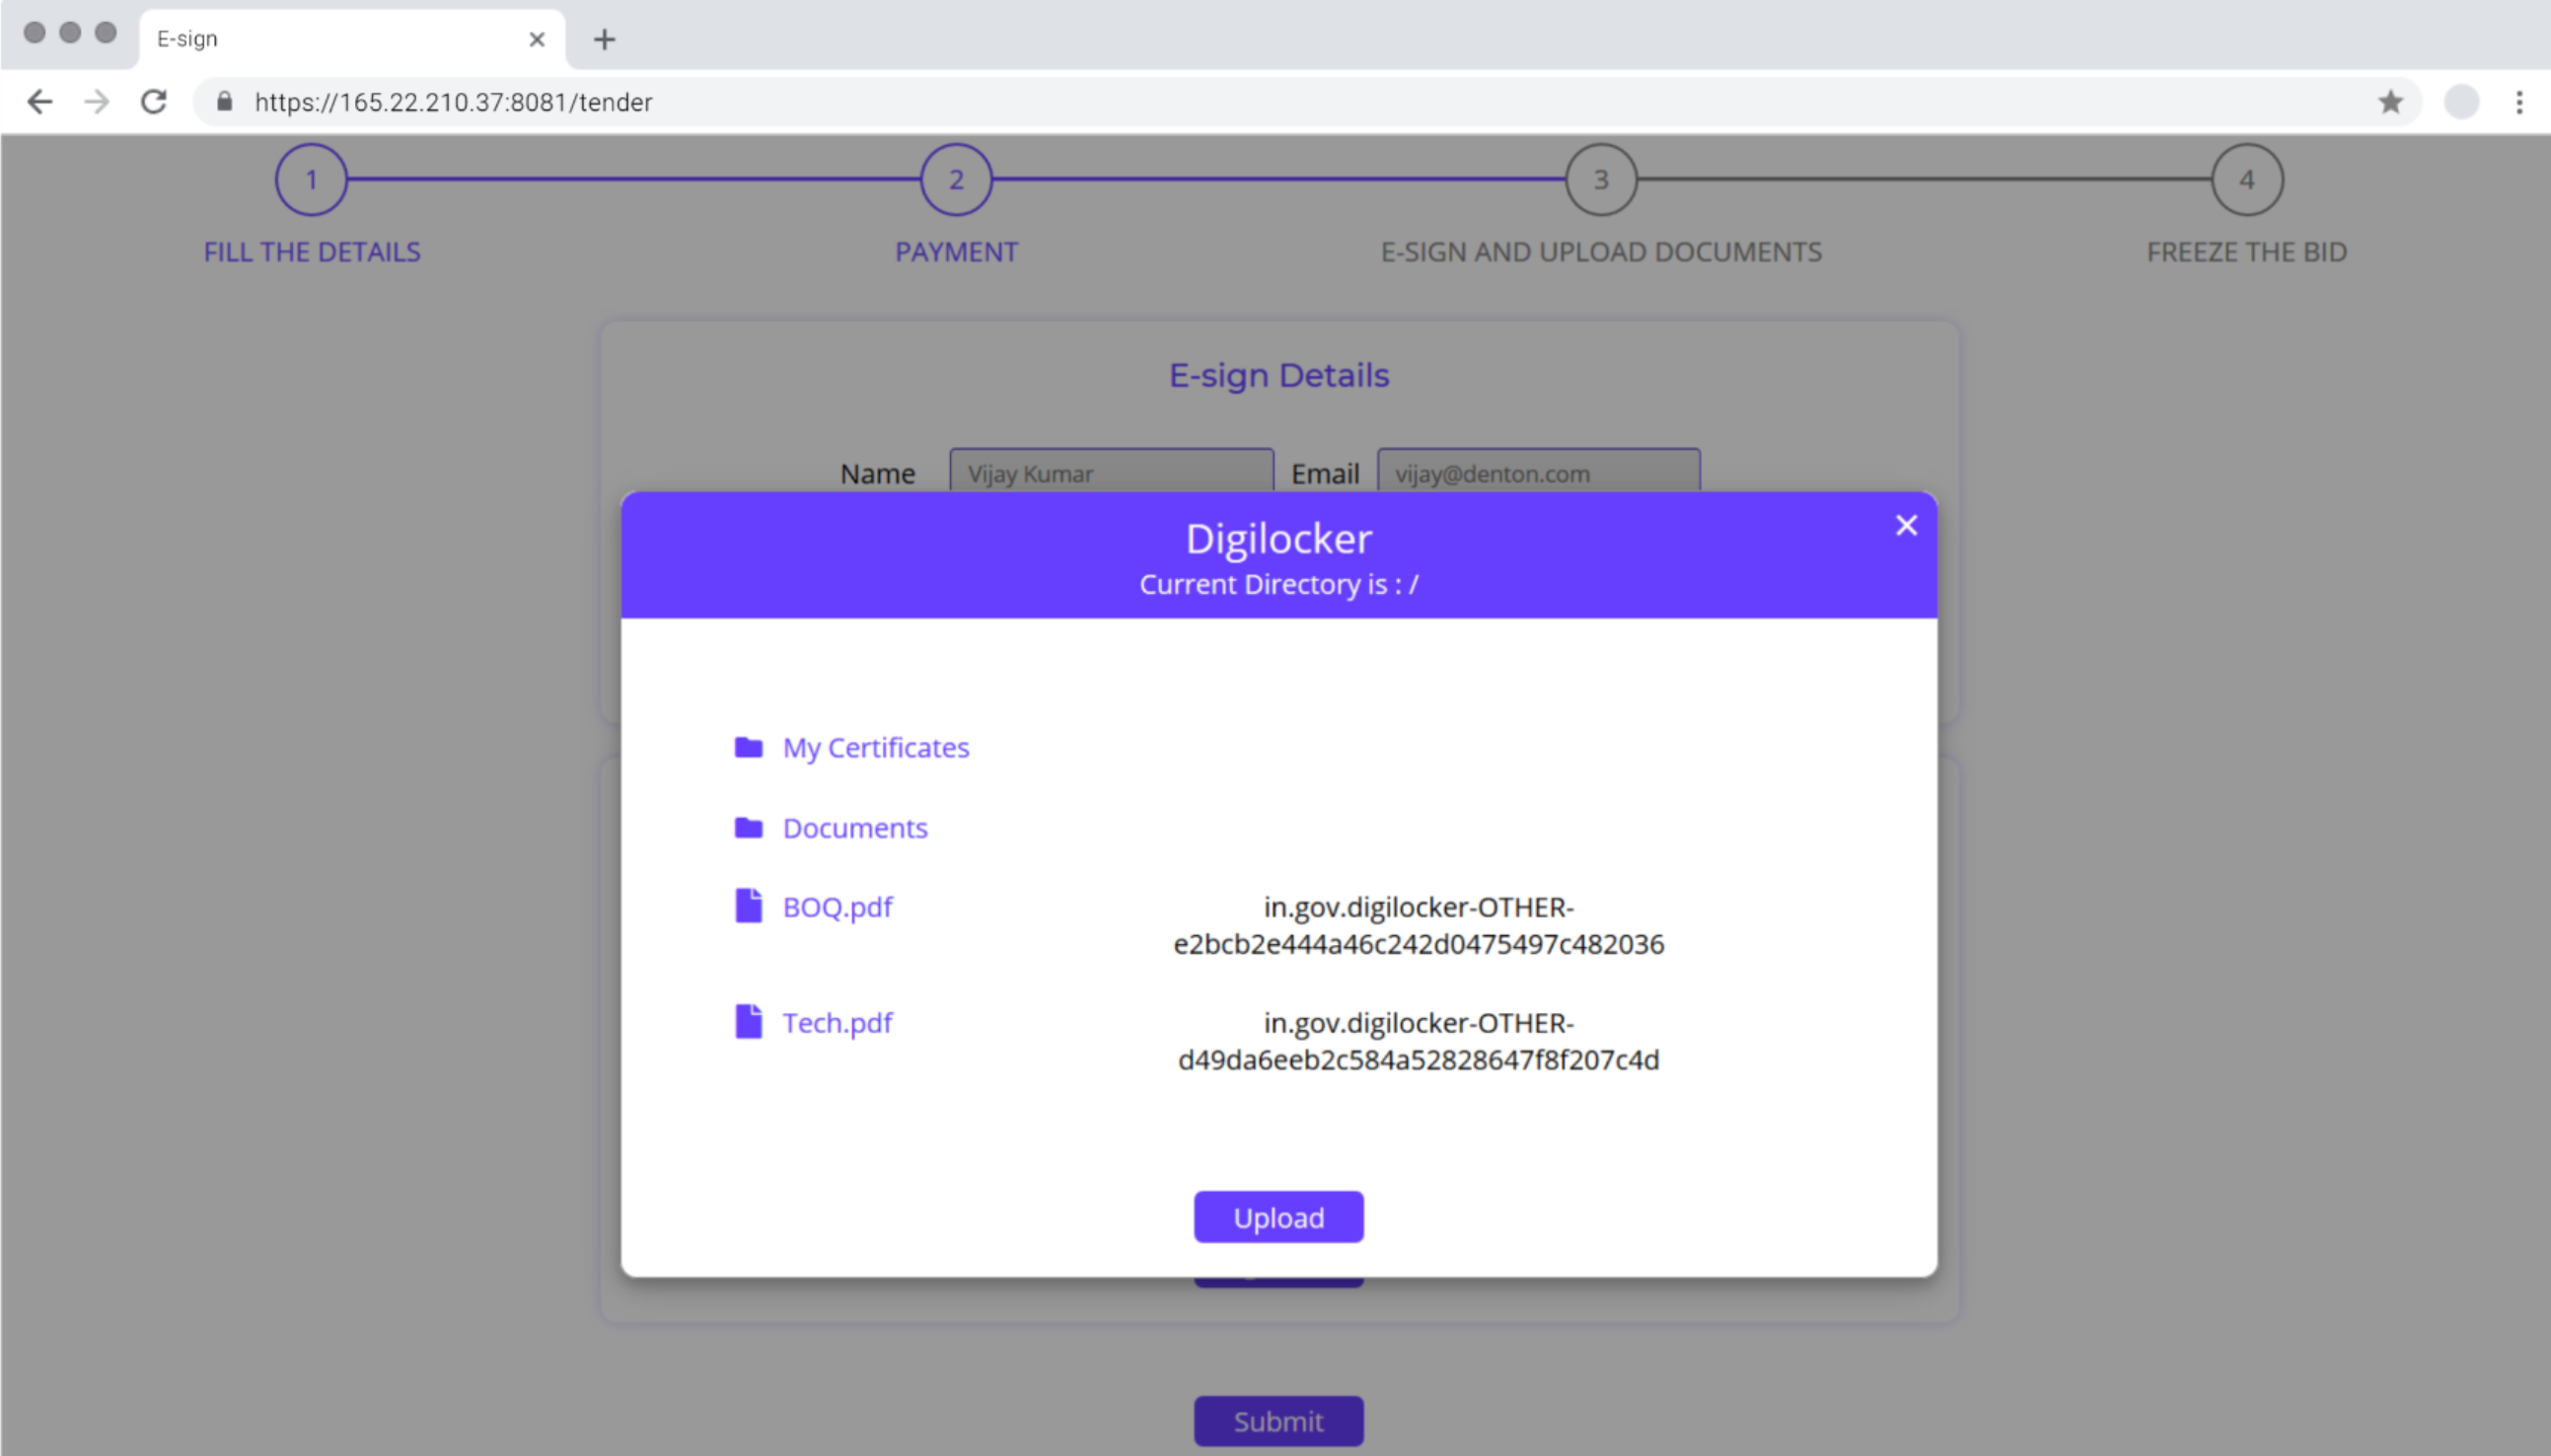 E-sign
https://165.22.210.37:8081/tender
1 2 3 4
FILL THE DETAILS PAYMENT E-SIGN AND UPLOAD DOCUMENTS FREEZE THE BID
E-sign Details
Name Vijay Kumar Email vijay@denton.com
Digilocker
Current Directory is : /
My Certificates
Documents
BOQ.pdf in.gov.digilocker-OTHER-
e2bcb2e444a46c242d0475497c482036
Tech.pdf in.gov.digilocker-OTHER-
d49da6eeb2c584a52828647f8f207c4d
Upload
Submit